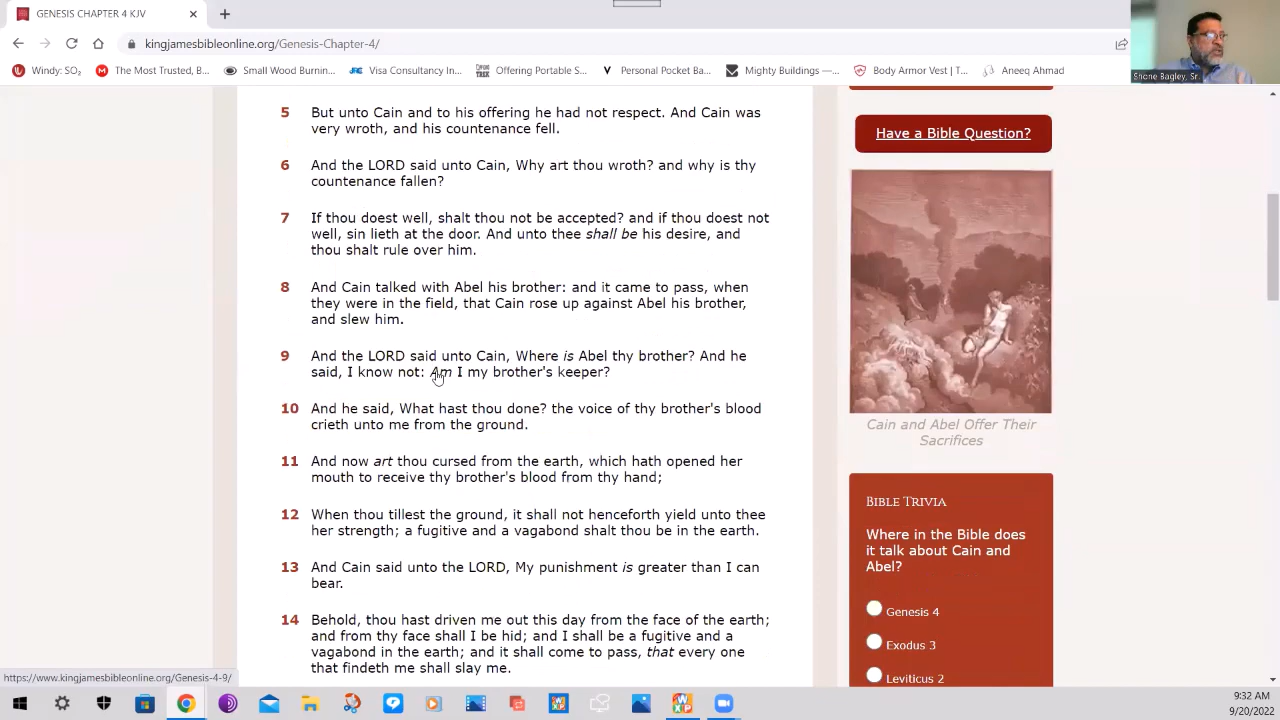 GENESIS CHAPTER 4 KJV
kingjamesbibleonline.org/Genesis-Chapter-4/
Windy: SO₂
The Most Trusted, B...
Small Wood Burnin...
Visa Consultancy In...
Offering Portable S...
Personal Pocket Ba...
Mighty Buildings —...
Body Armor Vest | T...
Aneeq Ahmad
Shone Bagley, Sr.
5 But unto Cain and to his offering he had not respect. And Cain was
very wroth, and his countenance fell.
6 And the LORD said unto Cain, Why art thou wroth? and why is thy
countenance fallen?
7 If thou doest well, shalt thou not be accepted? and if thou doest not
well, sin lieth at the door. And unto thee shall be his desire, and
thou shalt rule over him.
8 And Cain talked with Abel his brother: and it came to pass, when
they were in the field, that Cain rose up against Abel his brother,
and slew him.
9 And the LORD said unto Cain, Where is Abel thy brother? And he
said, I know not: Am I my brother's keeper?
10 And he said, What hast thou done? the voice of thy brother's blood
crieth unto me from the ground.
11 And now art thou cursed from the earth, which hath opened her
mouth to receive thy brother's blood from thy hand;
12 When thou tillest the ground, it shall not henceforth yield unto thee
her strength; a fugitive and a vagabond shalt thou be in the earth.
13 And Cain said unto the LORD, My punishment is greater than I can
bear.
14 Behold, thou hast driven me out this day from the face of the earth;
and from thy face shall I be hid; and I shall be a fugitive and a
vagabond in the earth; and it shall come to pass, that every one
that findeth me shall slay me.
Have a Bible Question?
Cain and Abel Offer Their
Sacrifices
BIBLE TRIVIA
Where in the Bible does
it talk about Cain and
Abel?
Genesis 4
Exodus 3
Leviticus 2
https://www.kingjamesbibleonline.org/Genesis-4-9/
9:32 AM
9/20/2022